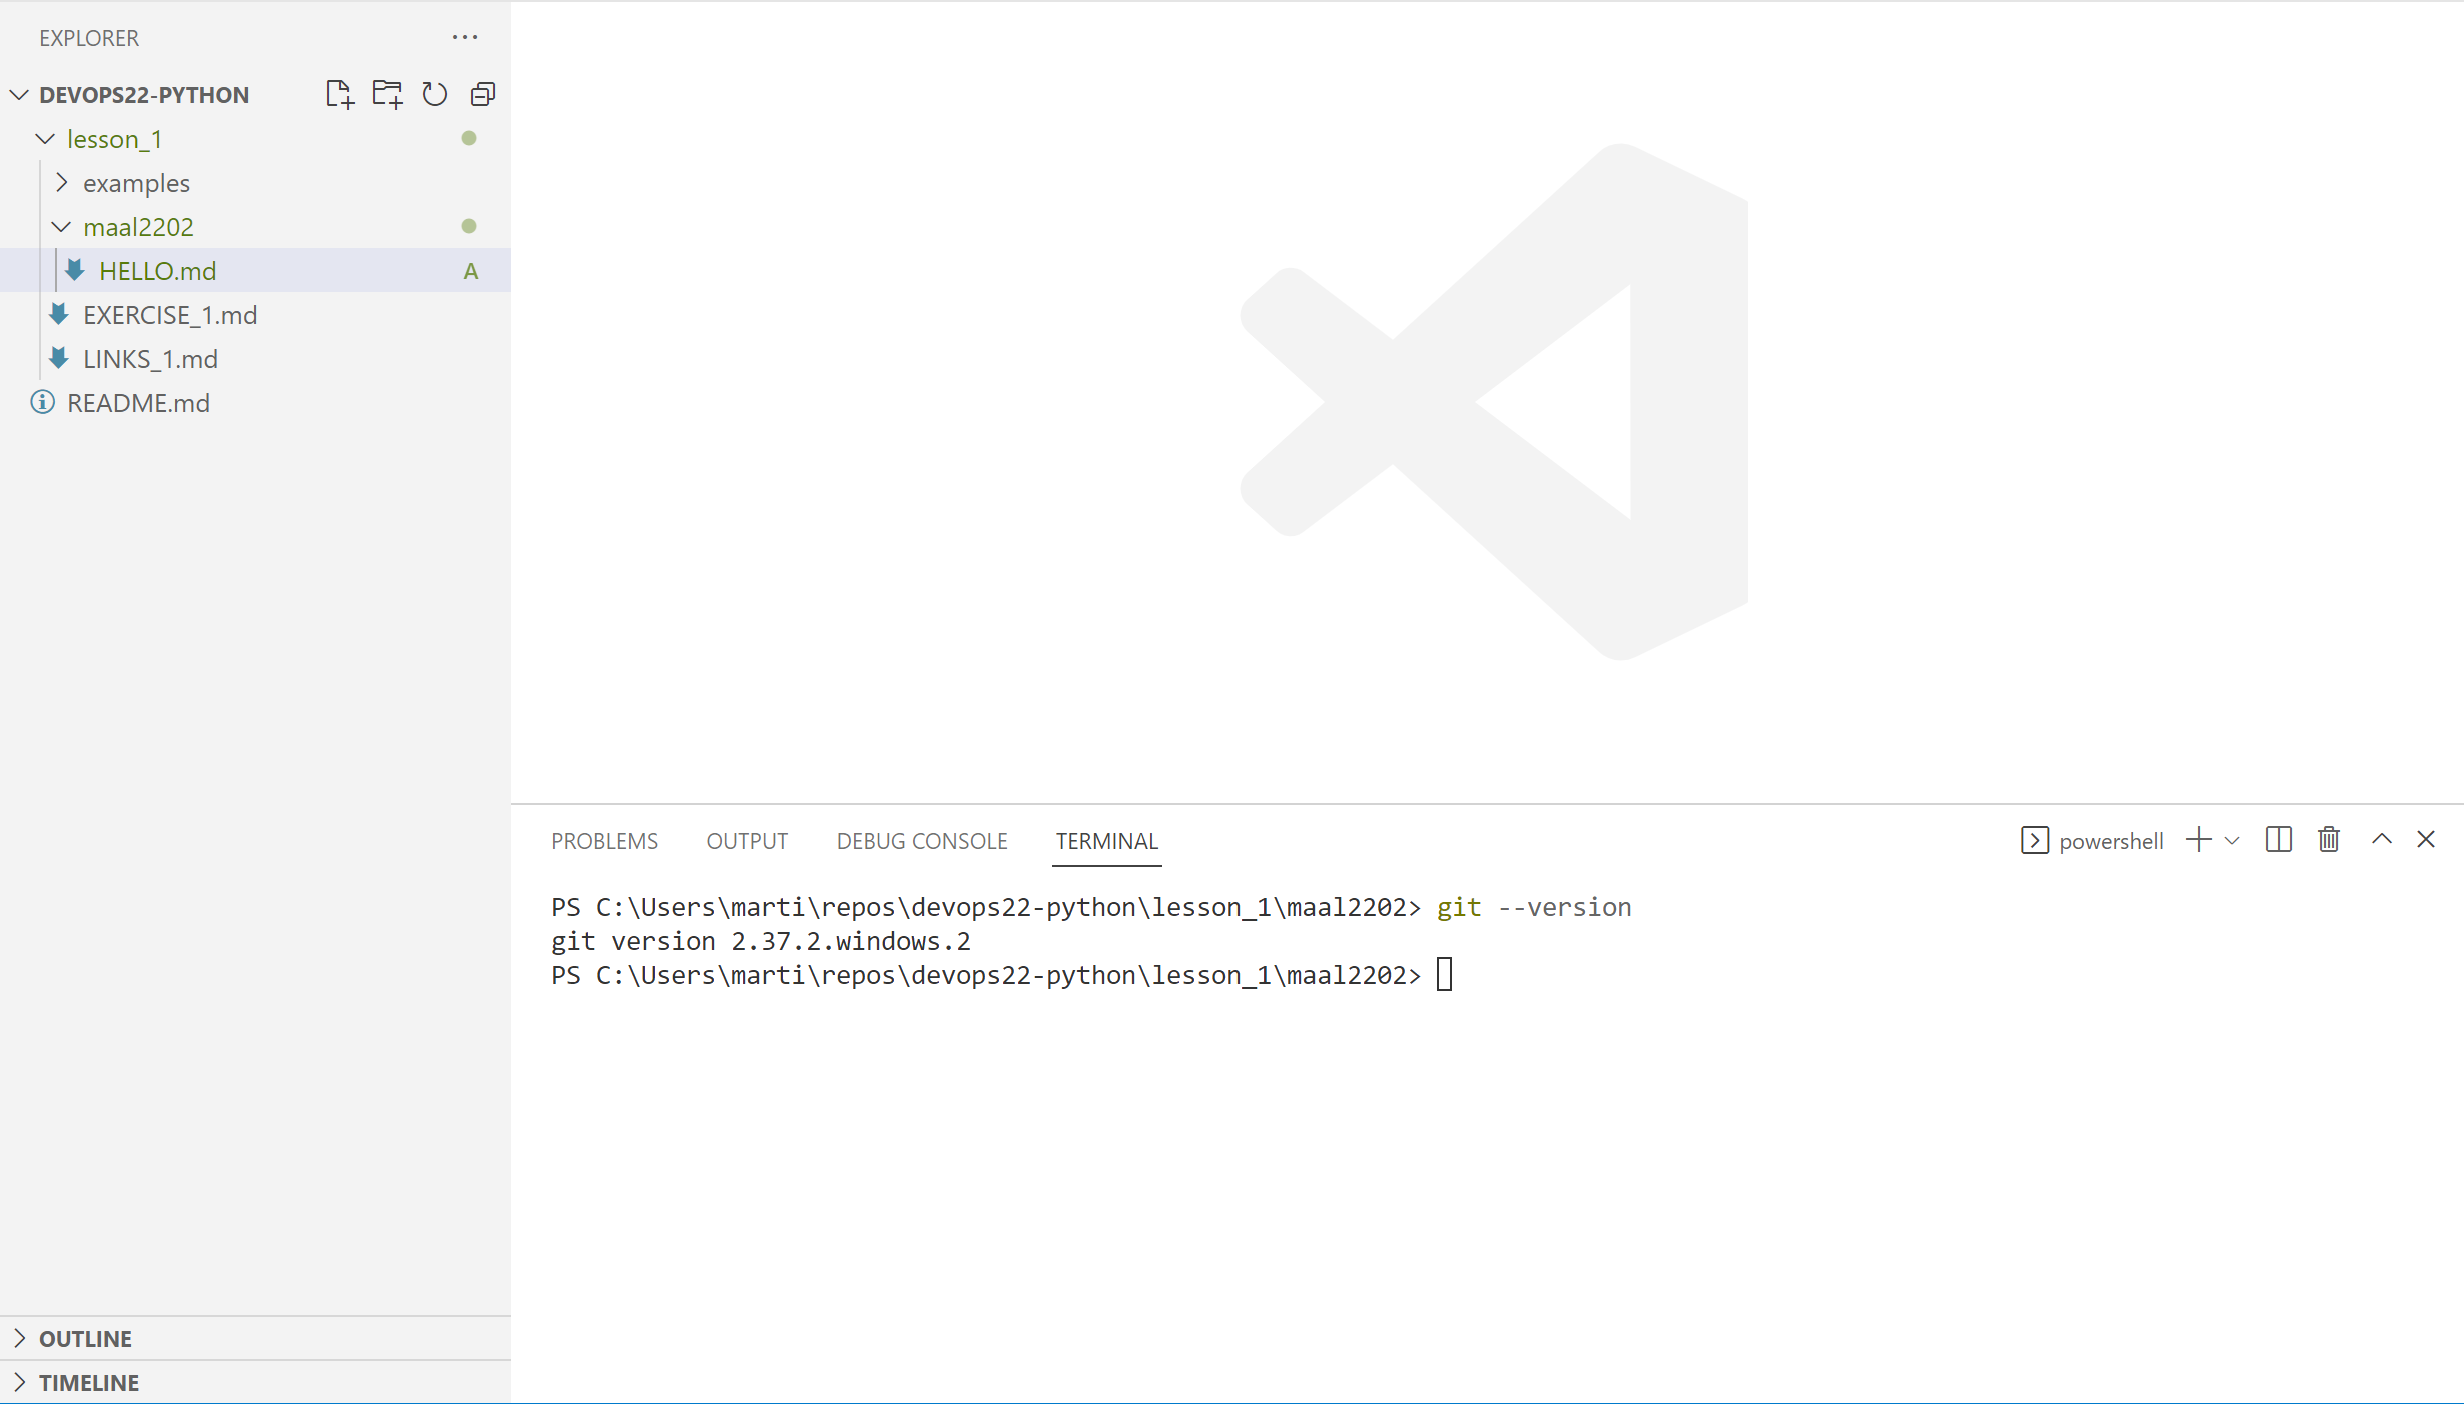 EXPLORER
DEVOPS22-PYTHON
lesson_1
examples
maal2202
HELLO.md A
EXERCISE_1.md
LINKS_1.md
README.md
OUTLINE
TIMELINE
PROBLEMS OUTPUT DEBUG CONSOLE TERMINAL powershell
PS C:\Users\marti\repos\devops22-python\lesson_1\maal2202> git --version
git version 2.37.2.windows.2
PS C:\Users\marti\repos\devops22-python\lesson_1\maal2202>